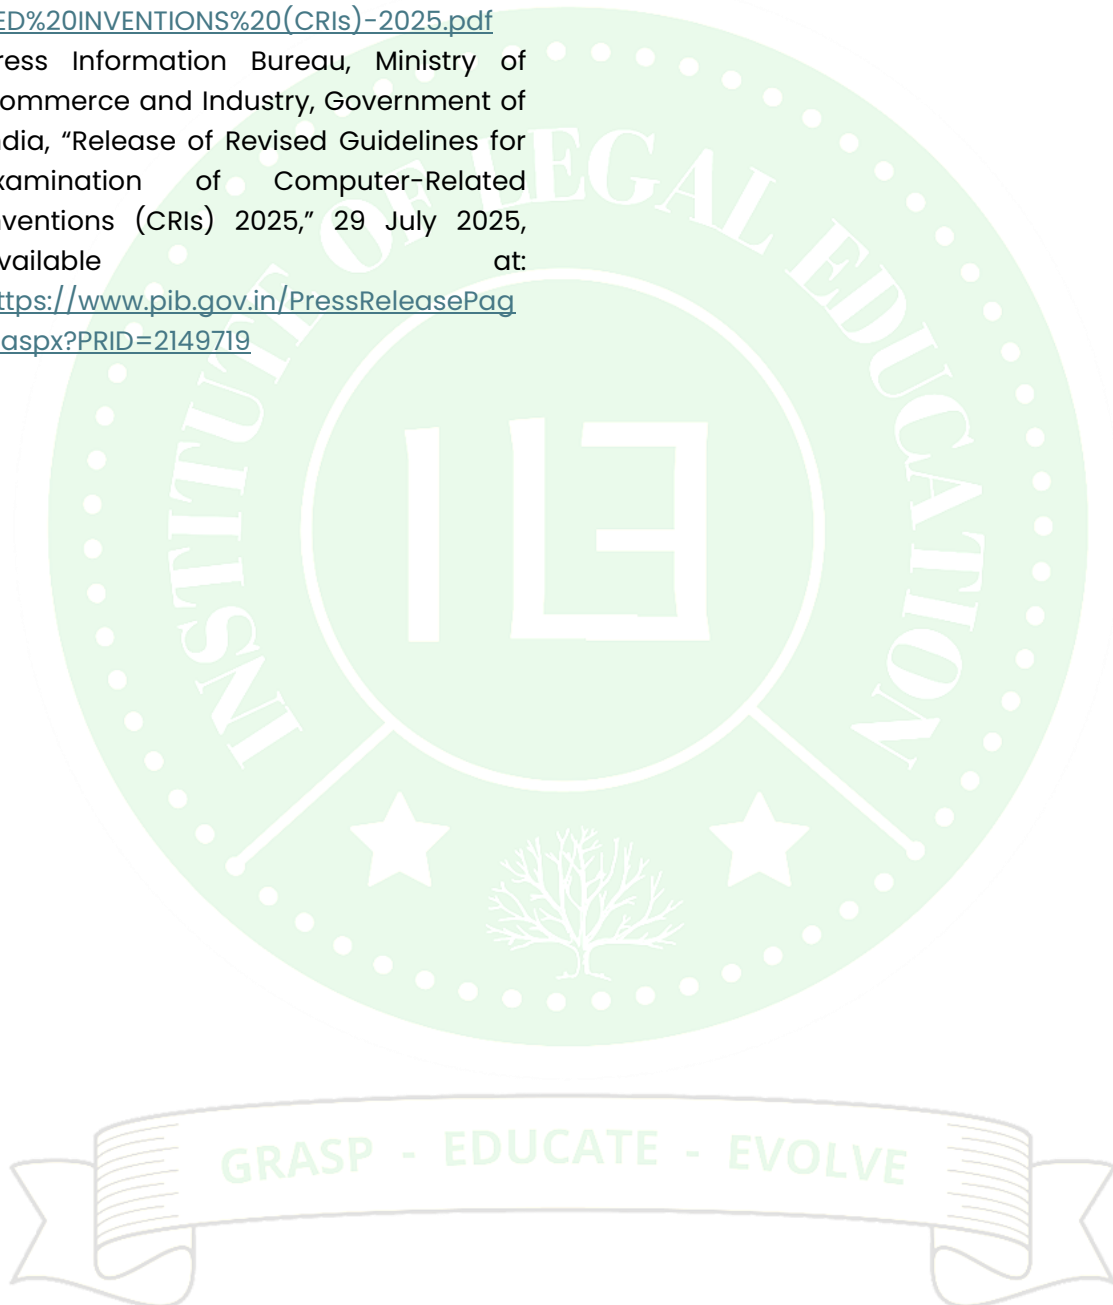 ED%20INVENTIONS%20(CRIs)-2025.pdf
ress Information Bureau, Ministry of
ommerce and Industry, Government of
ndia, “Release of Revised Guidelines for
xamination of Computer-Related
nventions (CRIs) 2025,” 29 July 2025,
vailable at:
ttps://www.pib.gov.in/PressReleasePag
.aspx?PRID=2149719
INSTITUTE OF LEGAL EDUCATION
ILE
GRASP - EDUCATE - EVOLVE